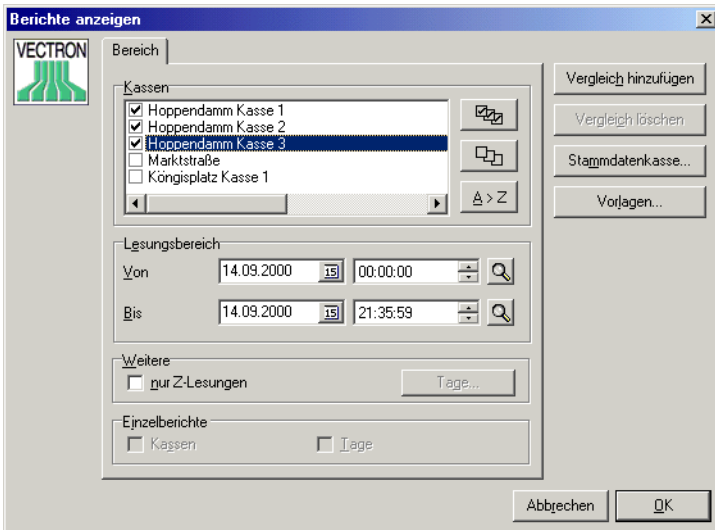 Berichte anzeigen
VECTRON
Bereich
Kassen
Hoppendamm Kasse 1
Hoppendamm Kasse 2
Hoppendamm Kasse 3
Marktstraße
Köngisplatz Kasse 1
A > Z
Lesungsbereich
Von 14.09.2000 15 00:00:00
Bis 14.09.2000 15 21:35:59
Weitere
nur Z-Lesungen Tage...
Einzelberichte
Kassen Tage
Vergleich hinzufügen
Vergleich löschen
Stammdatenkasse...
Vorlagen...
Abbrechen OK